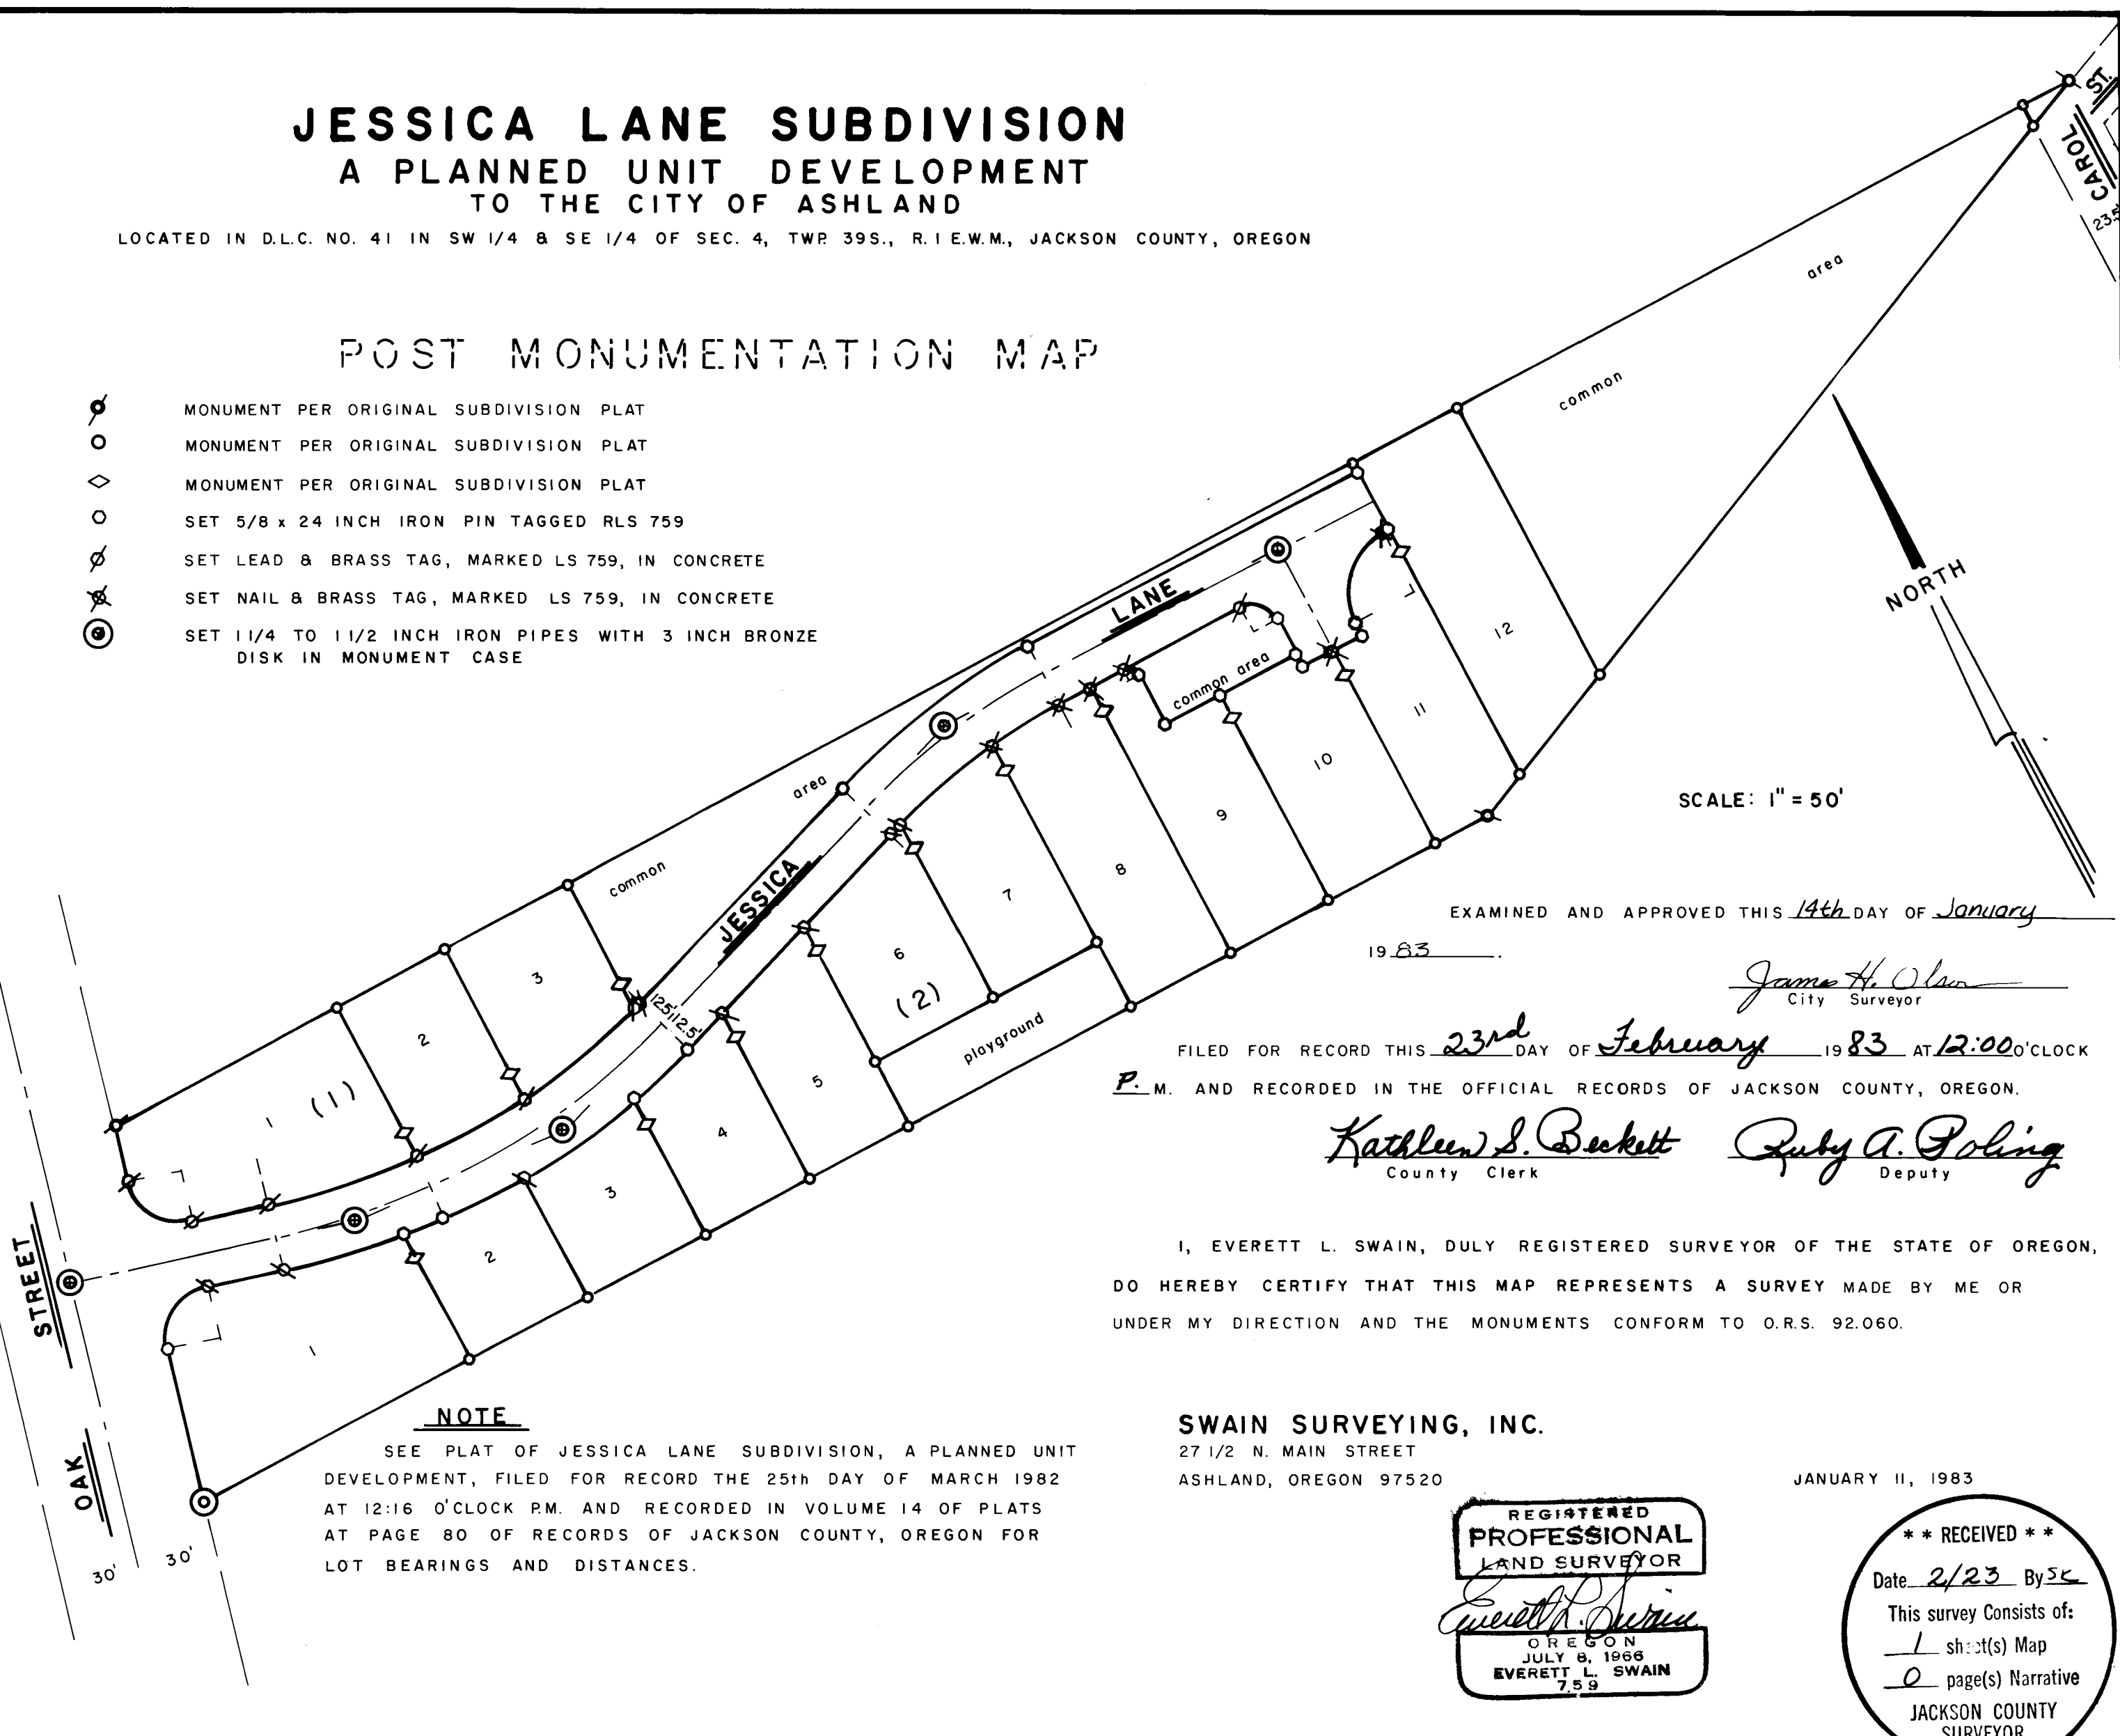 JESSICA LANE SUBDIVISION
A PLANNED UNIT DEVELOPMENT
TO THE CITY OF ASHLAND
LOCATED IN D.L.C. NO. 41 IN SW 1/4 & SE 1/4 OF SEC. 4, TWP. 39S., R. 1 E.W.M., JACKSON COUNTY, OREGON
POST MONUMENTATION MAP
MONUMENT PER ORIGINAL SUBDIVISION PLAT
MONUMENT PER ORIGINAL SUBDIVISION PLAT
MONUMENT PER ORIGINAL SUBDIVISION PLAT
SET 5/8 x 24 INCH IRON PIN TAGGED RLS 759
SET LEAD & BRASS TAG, MARKED LS 759, IN CONCRETE
SET NAIL & BRASS TAG, MARKED LS 759, IN CONCRETE
SET 1 1/4 TO 1 1/2 INCH IRON PIPES WITH 3 INCH BRONZE
DISK IN MONUMENT CASE
CAROL ST.
23.5'
common area
NORTH
SCALE: 1" = 50'
JESSICA LANE
common area
common area
12
11
10
9
8
7
6
(2)
playground
5
4
3
2
1
12.5' 12.5'
3
2
1
(1)
OAK STREET
30' 30'
EXAMINED AND APPROVED THIS 14th DAY OF January
1983.
James H. Olson
City Surveyor
FILED FOR RECORD THIS 23rd DAY OF February 1983 AT 12:00 O'CLOCK
P. M. AND RECORDED IN THE OFFICIAL RECORDS OF JACKSON COUNTY, OREGON.
Kathleen S. Beckett Ruby A. Poling
County Clerk Deputy
I, EVERETT L. SWAIN, DULY REGISTERED SURVEYOR OF THE STATE OF OREGON,
DO HEREBY CERTIFY THAT THIS MAP REPRESENTS A SURVEY MADE BY ME OR
UNDER MY DIRECTION AND THE MONUMENTS CONFORM TO O.R.S. 92.060.
NOTE
SEE PLAT OF JESSICA LANE SUBDIVISION, A PLANNED UNIT
DEVELOPMENT, FILED FOR RECORD THE 25th DAY OF MARCH 1982
AT 12:16 O'CLOCK P.M. AND RECORDED IN VOLUME 14 OF PLATS
AT PAGE 80 OF RECORDS OF JACKSON COUNTY, OREGON FOR
LOT BEARINGS AND DISTANCES.
SWAIN SURVEYING, INC.
27 1/2 N. MAIN STREET
ASHLAND, OREGON 97520
JANUARY 11, 1983
REGISTERED
PROFESSIONAL
LAND SURVEYOR
Everett L. Swain
OREGON
JULY 8, 1966
EVERETT L. SWAIN
759
* * RECEIVED * *
Date 2/23 By SK
This survey Consists of:
1 sheet(s) Map
0 page(s) Narrative
JACKSON COUNTY
SURVEYOR